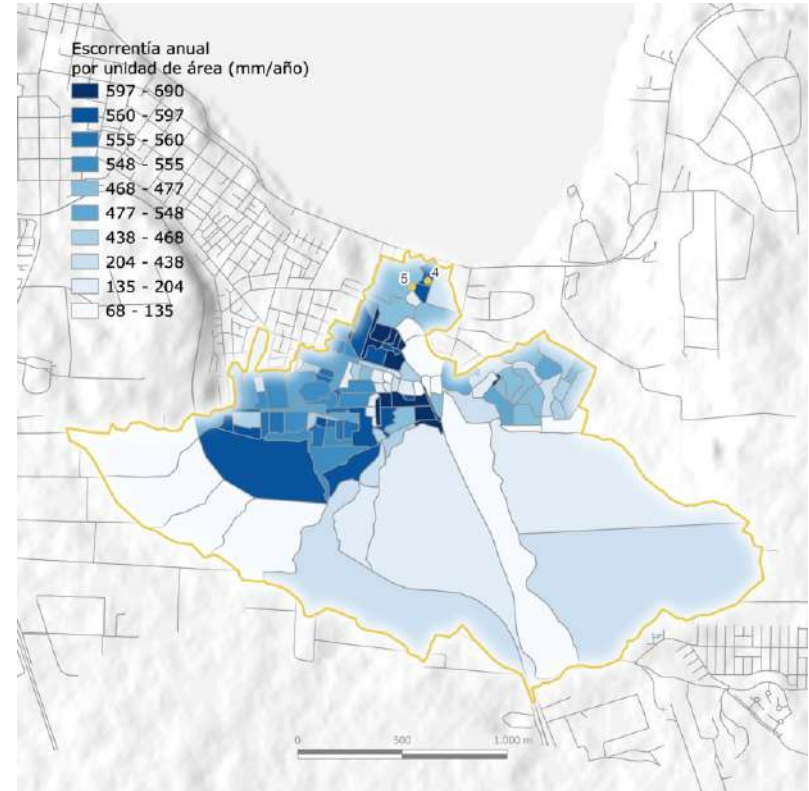 Escorrentía anual
por unidad de área (mm/año)
597 - 690
560 - 597
555 - 560
548 - 555
468 - 477
477 - 548
438 - 468
204 - 438
135 - 204
68 - 135
5 4
0 500 1.000 m